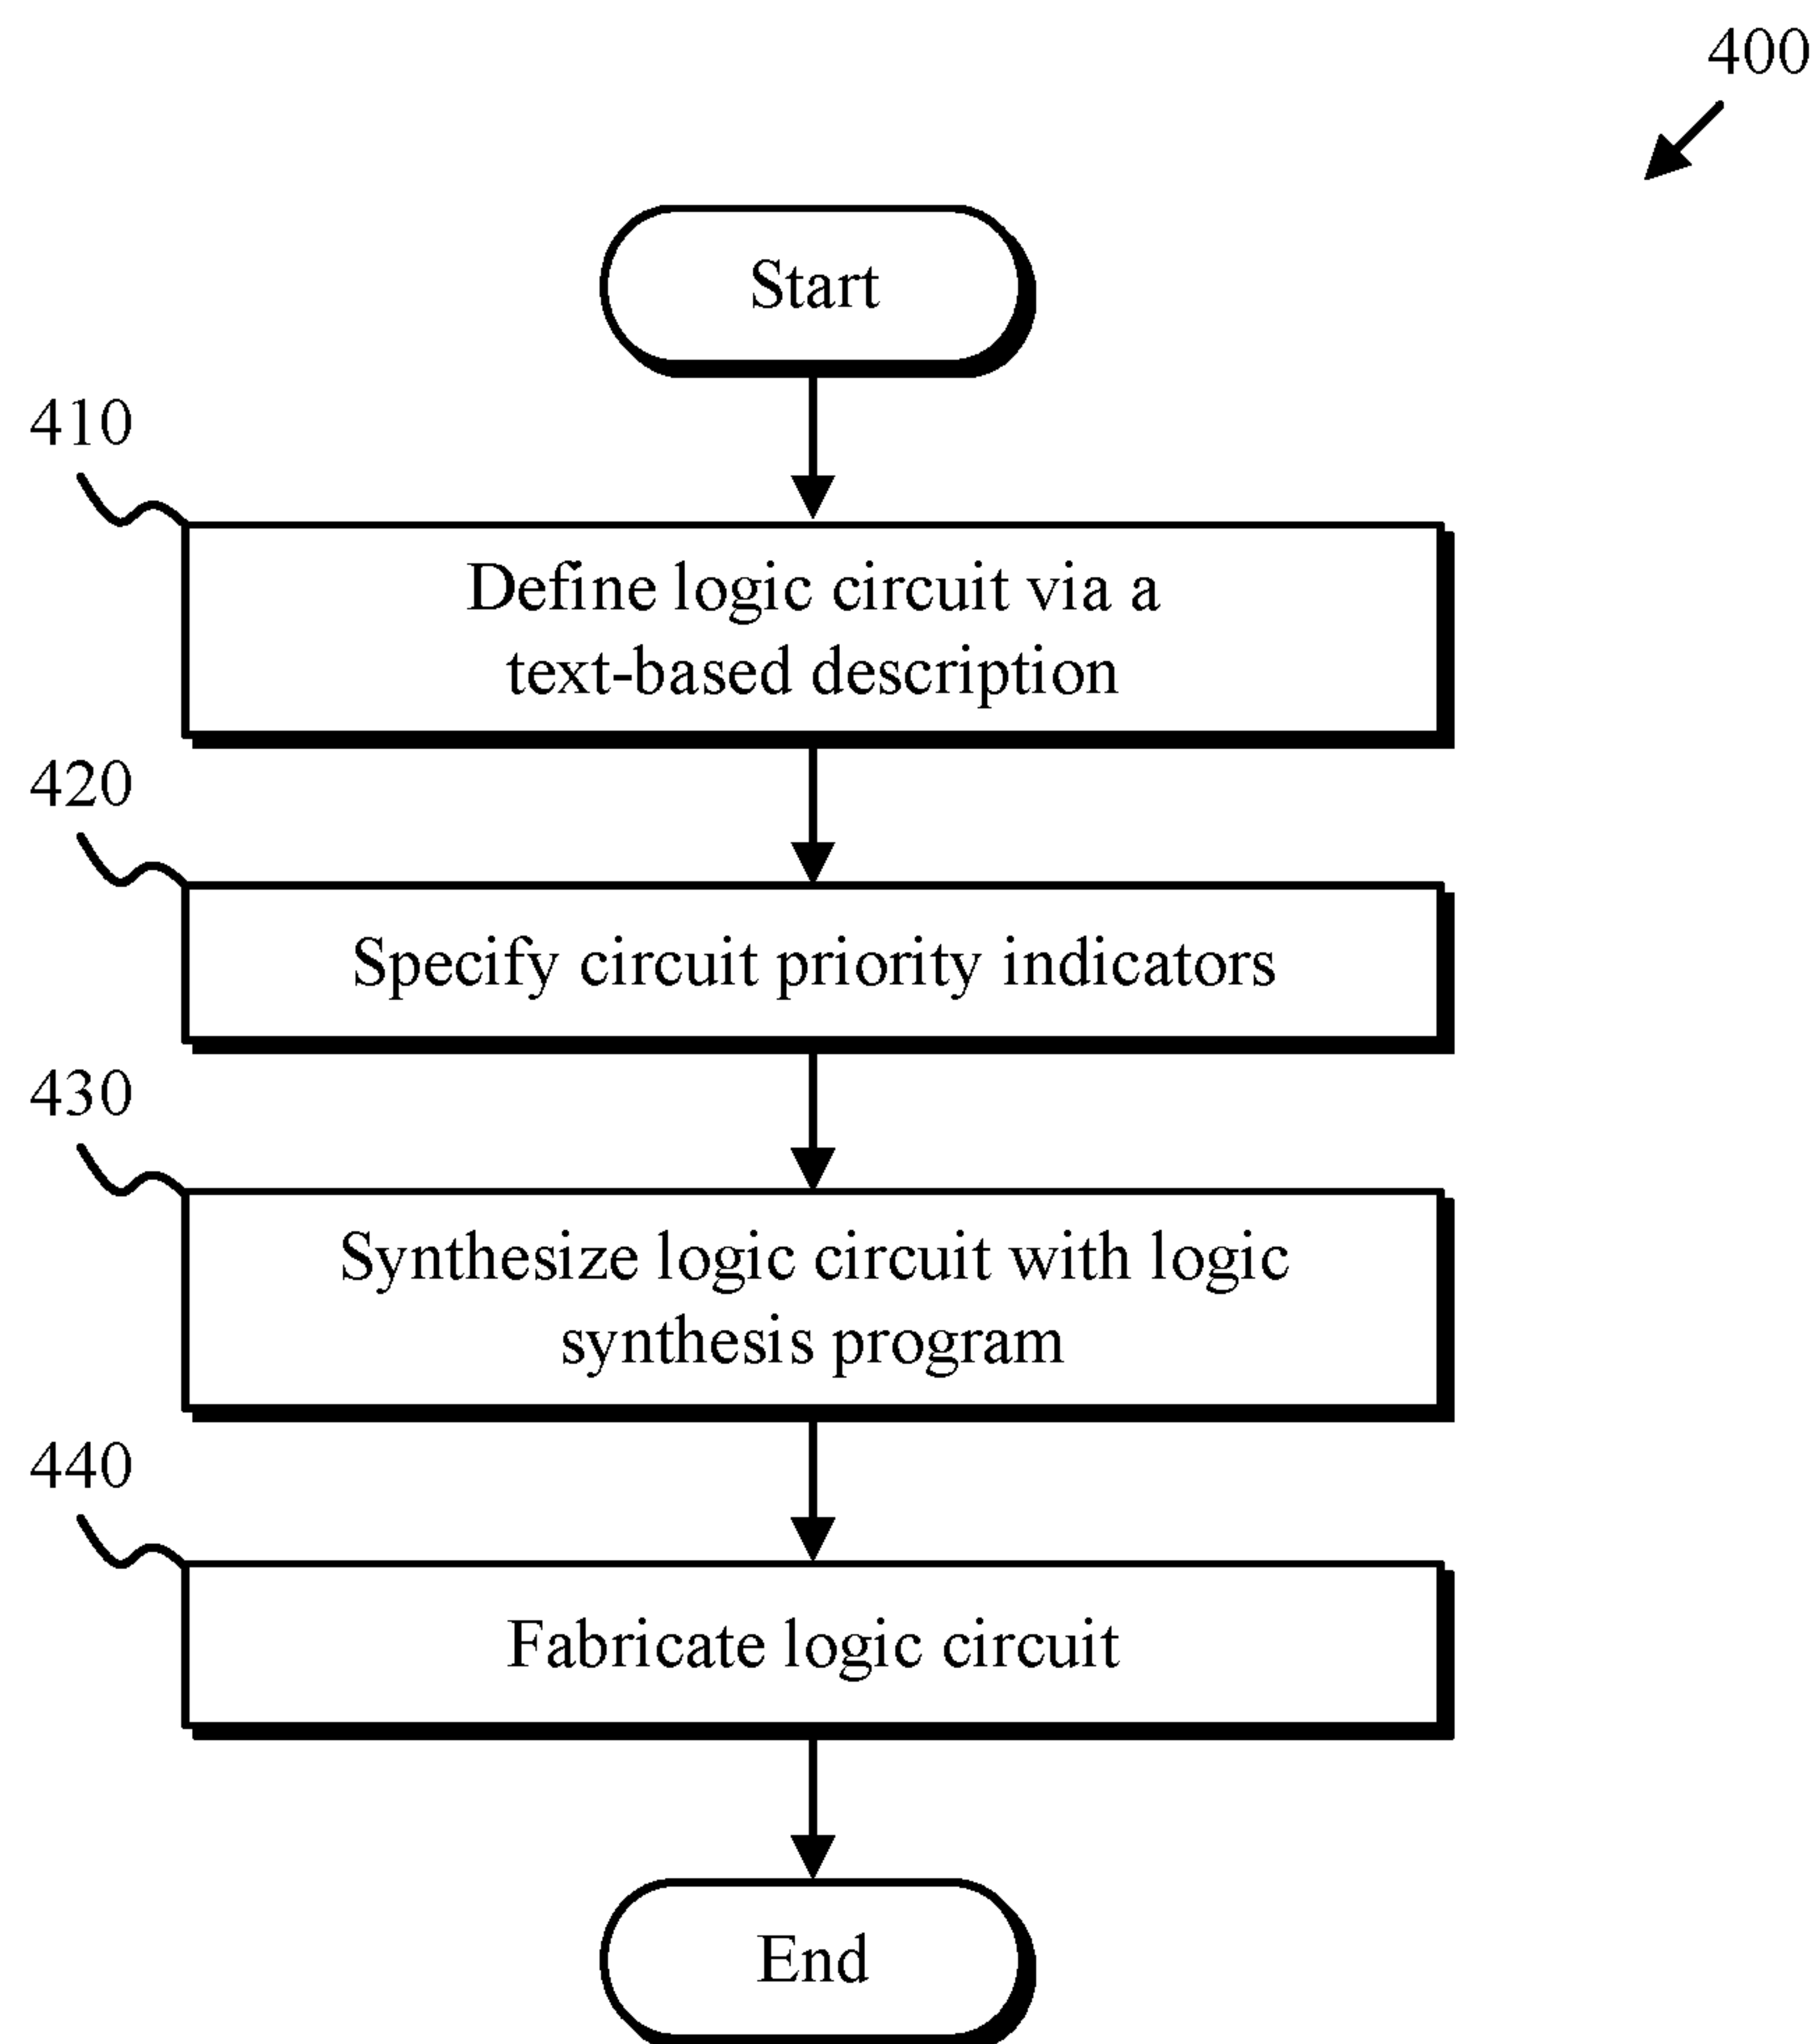 400
Start
410
Define logic circuit via a
text-based description
420
Specify circuit priority indicators
430
Synthesize logic circuit with logic
synthesis program
440
Fabricate logic circuit
End